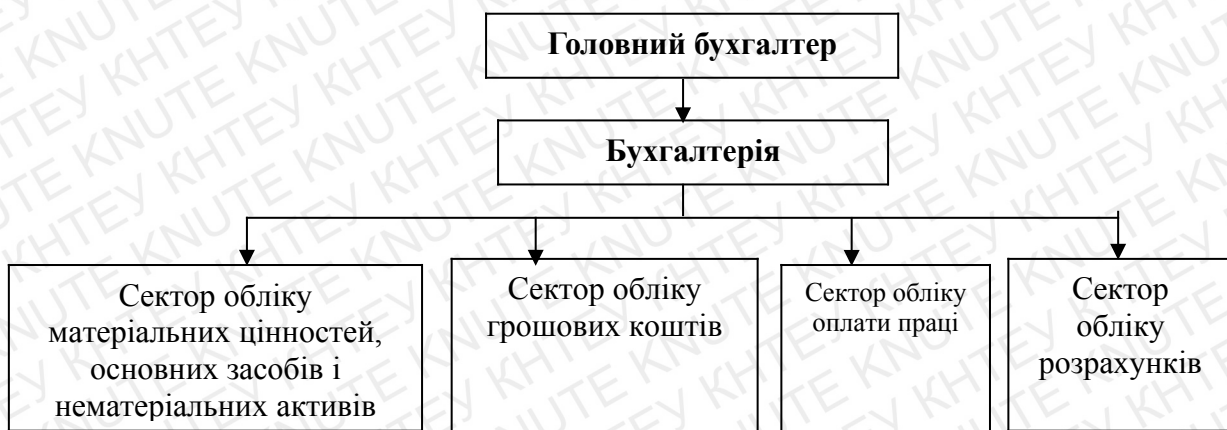 Головний бухгалтер
Бухгалтерія
Сектор обліку
матеріальних цінностей,
основних засобів і
нематеріальних активів
Сектор обліку
грошових коштів
Сектор обліку
оплати праці
Сектор
обліку
розрахунків